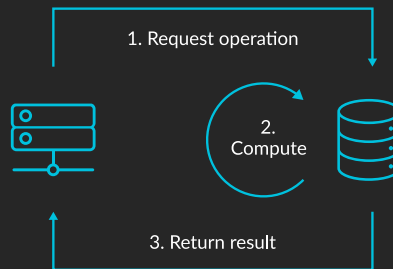 1. Request operation
2.
Compute
3. Return result